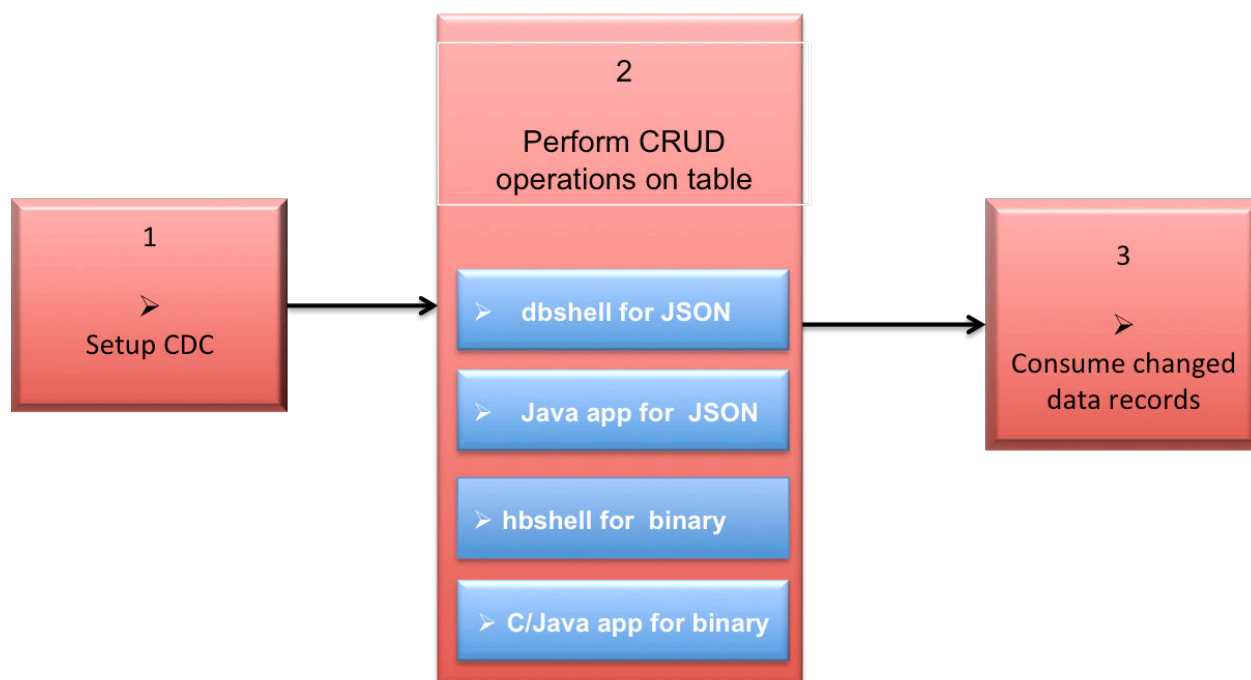 1
➢
Setup CDC
2
Perform CRUD
operations on table
➢ dbshell for JSON
➢ Java app for JSON
➢ hbshell for binary
➢ C/Java app for binary
3
➢
Consume changed
data records